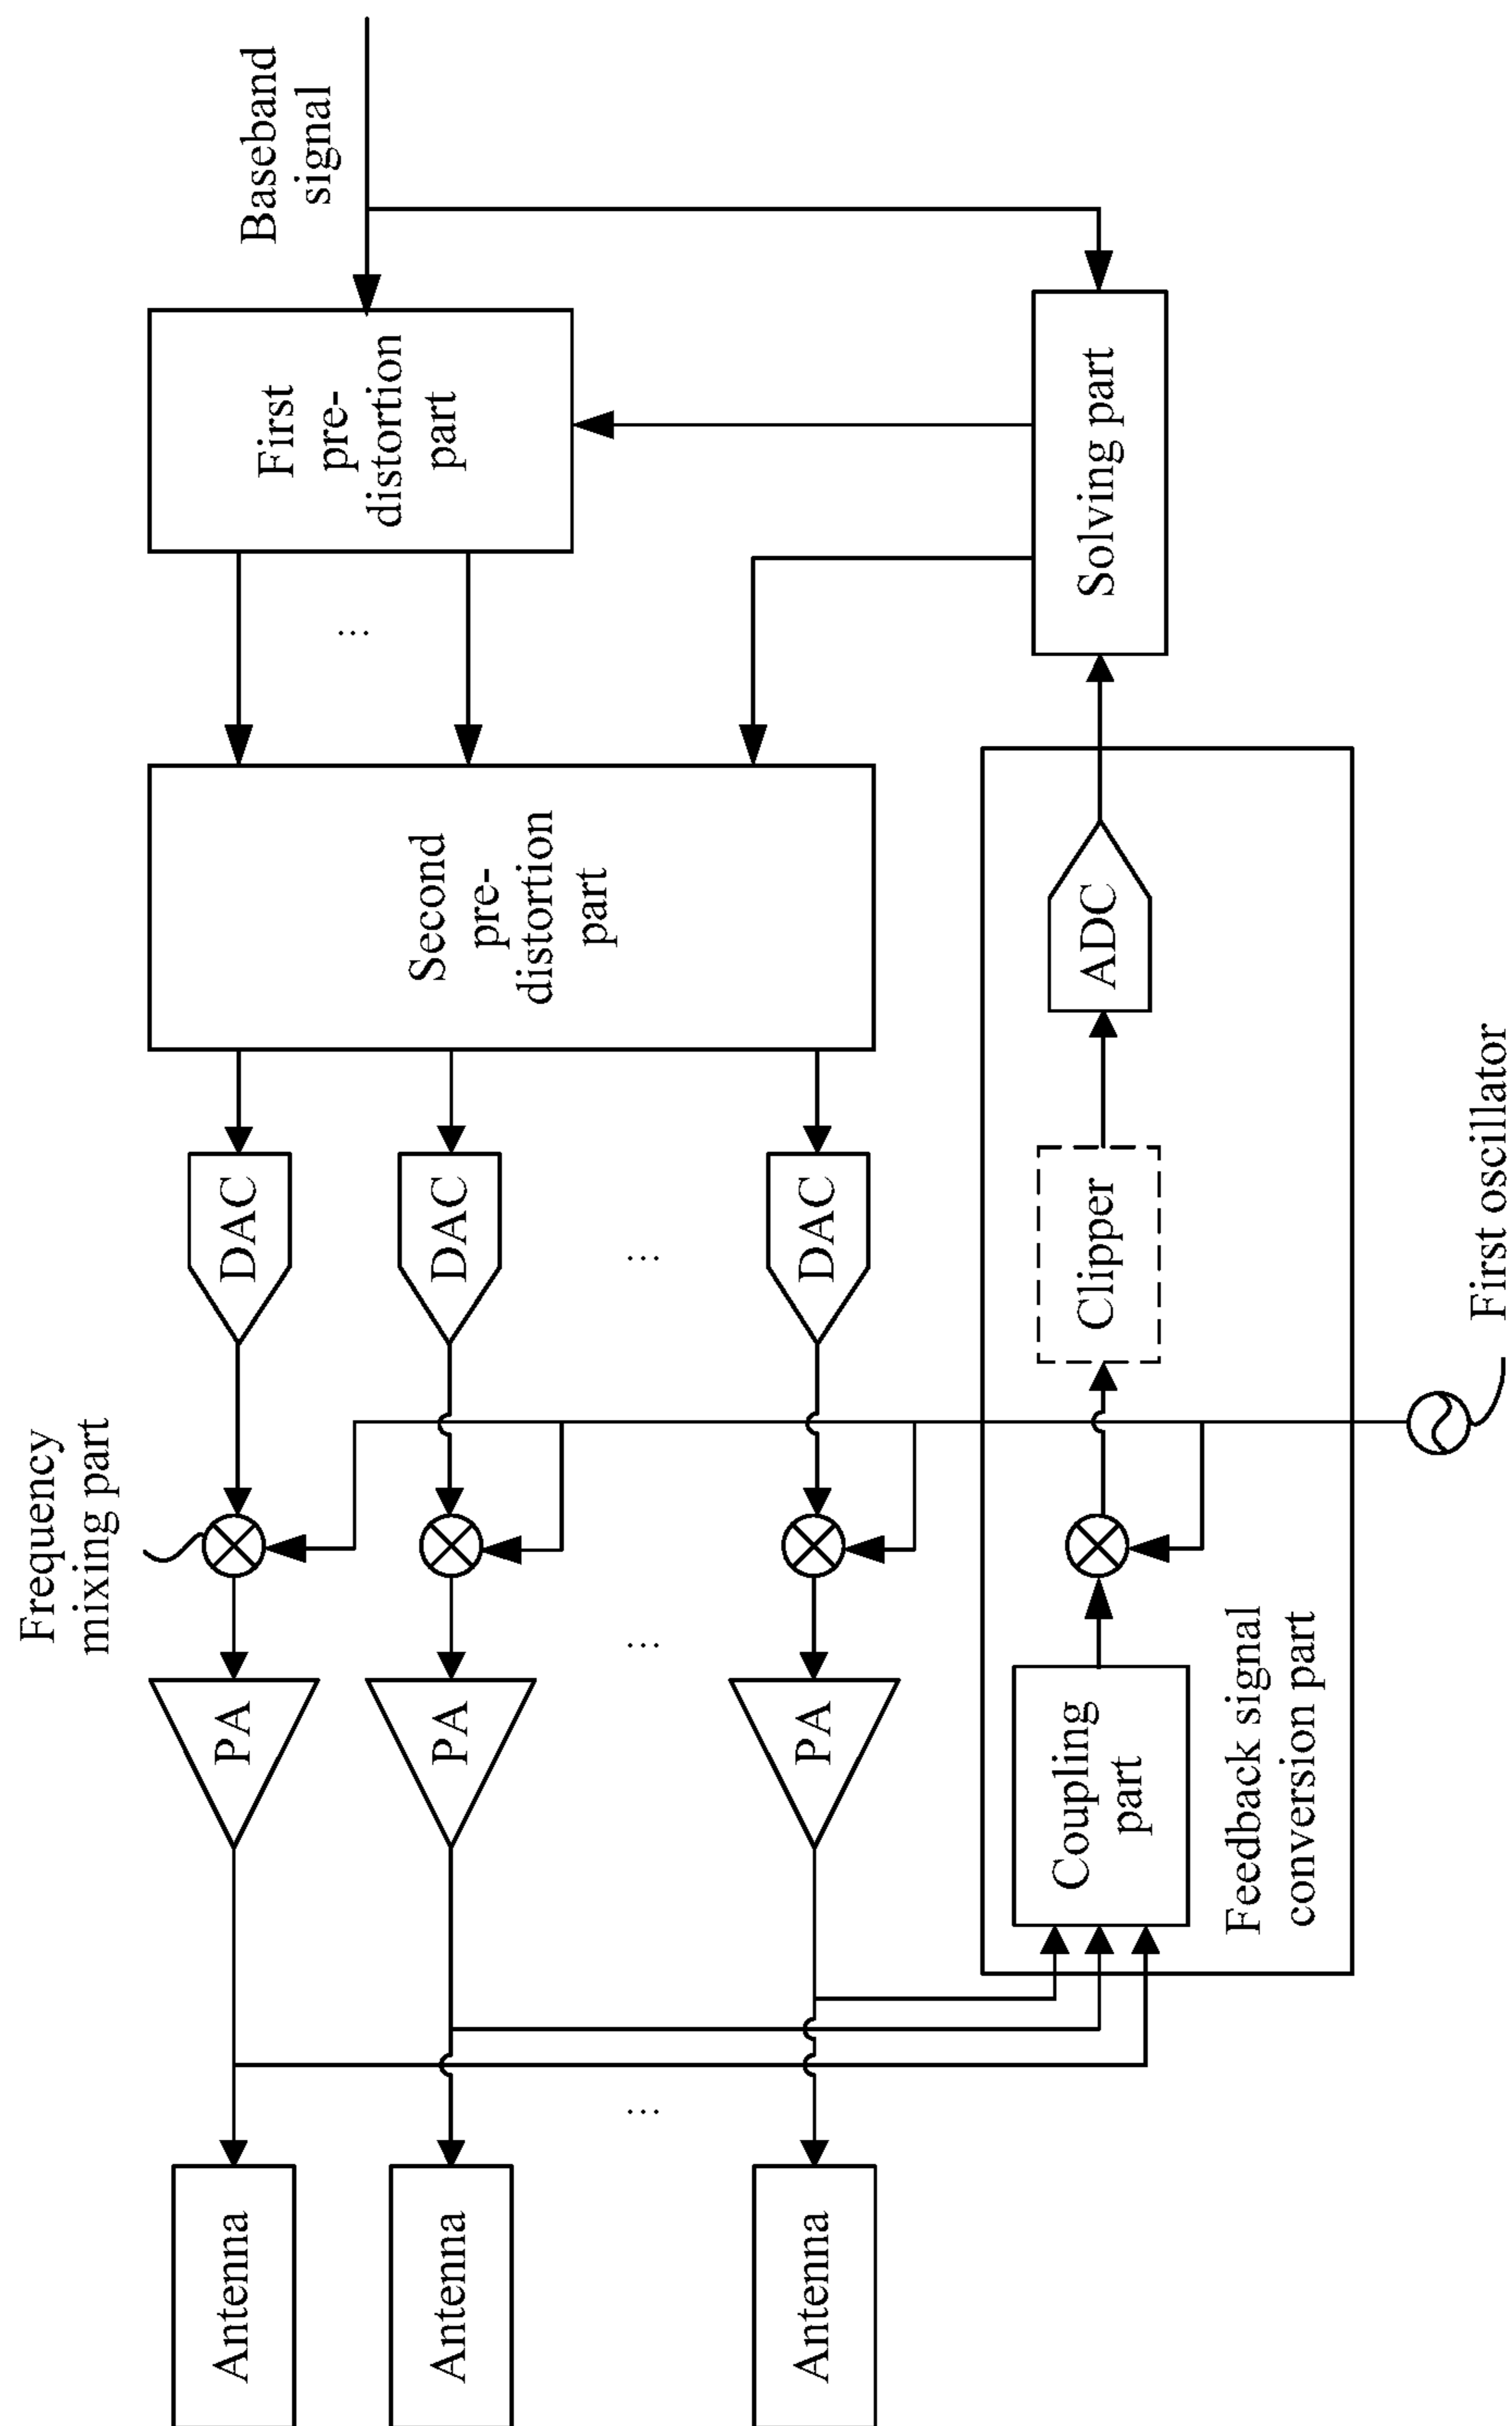 Baseband
signal
First
pre-
distortion
part
Solving part
Second
pre-
distortion
part
DAC
DAC
...
DAC
ADC
Clipper
First oscillator
Frequency
mixing part
PA
PA
...
PA
Coupling
part
Feedback signal
conversion part
...
...
Antenna
Antenna
Antenna